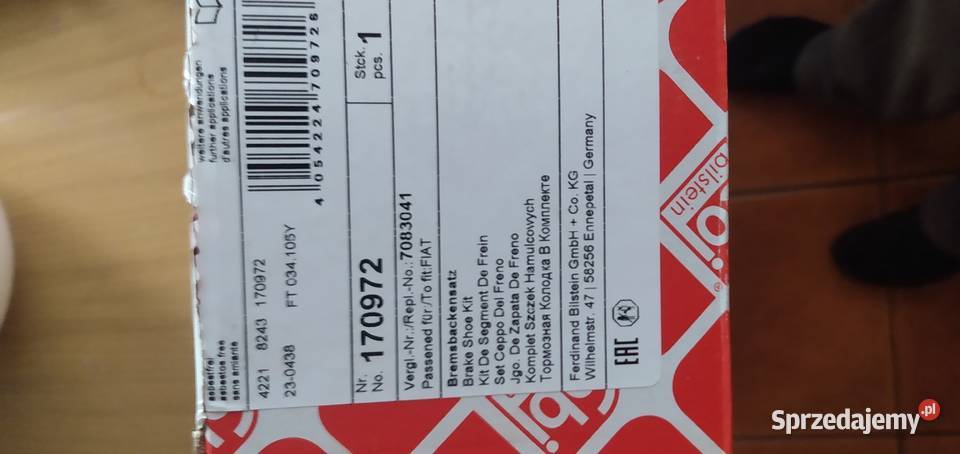 asbestfrei
asbestos free
sans amiante
weitere anwendungen
further applications
d'autres applications
4221 8243 170972
23-0438 FT 034.105Y
4 054224 709726
Nr.
No. 170972
Stck.
pcs. 1
Vergl.-Nr.:/Repl.-No.:7083041
Passened für:/To fit:FIAT
Bremsbackensatz
Brake Shoe Kit
Kit De Segment De Frein
Set Ceppo Del Freno
Jgo. De Zapata De Freno
Komplet Szczek Hamulcowych
Тормозная Колодка В Комплекте
Ferdinand Bilstein GmbH + Co. KG
Wilhelmstr. 47 | 58256 Ennepetal | Germany
EAC
bilstein
Sprzedajemy.pl